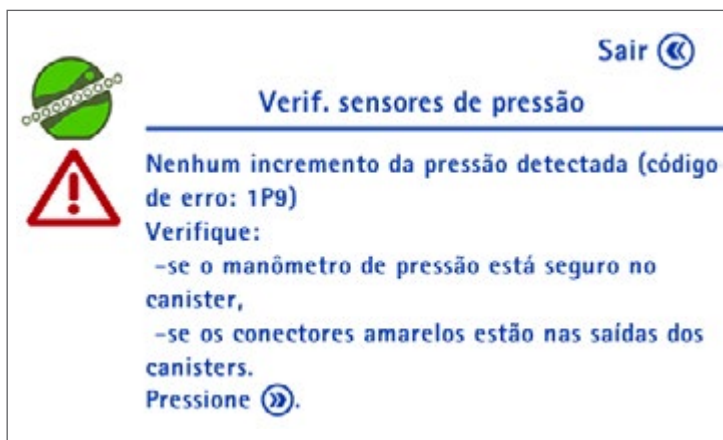 Sair
Verif. sensores de pressão
Nenhum incremento da pressão detectada (código
de erro: 1P9)
Verifique:
-se o manômetro de pressão está seguro no
canister,
-se os conectores amarelos estão nas saídas dos
canisters.
Pressione .